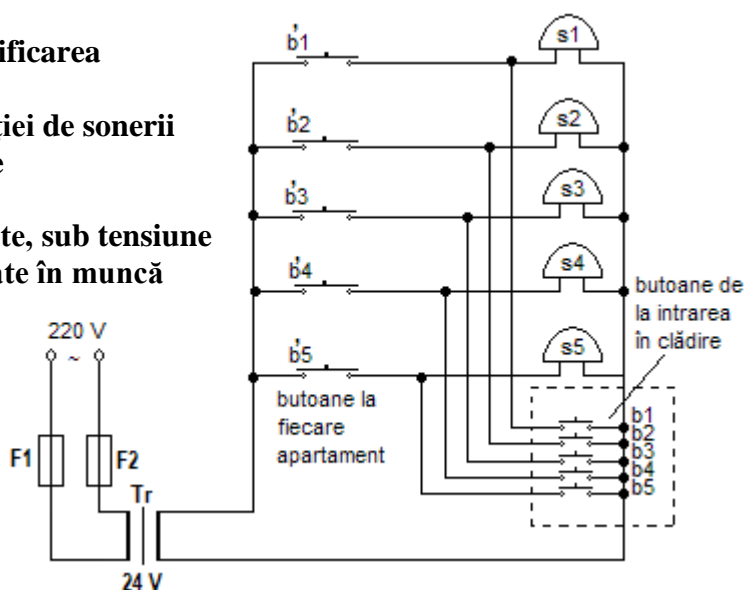 ificarea
ției de sonerii
e
te, sub tensiune
ate în muncă
b'1
s1
b'2
s2
b'3
s3
b'4
s4
b'5
s5
butoane de
la intrarea
în clădire
butoane la
fiecare
apartament
220 V
~
F1
F2
Tr
24 V
b1
b2
b3
b4
b5